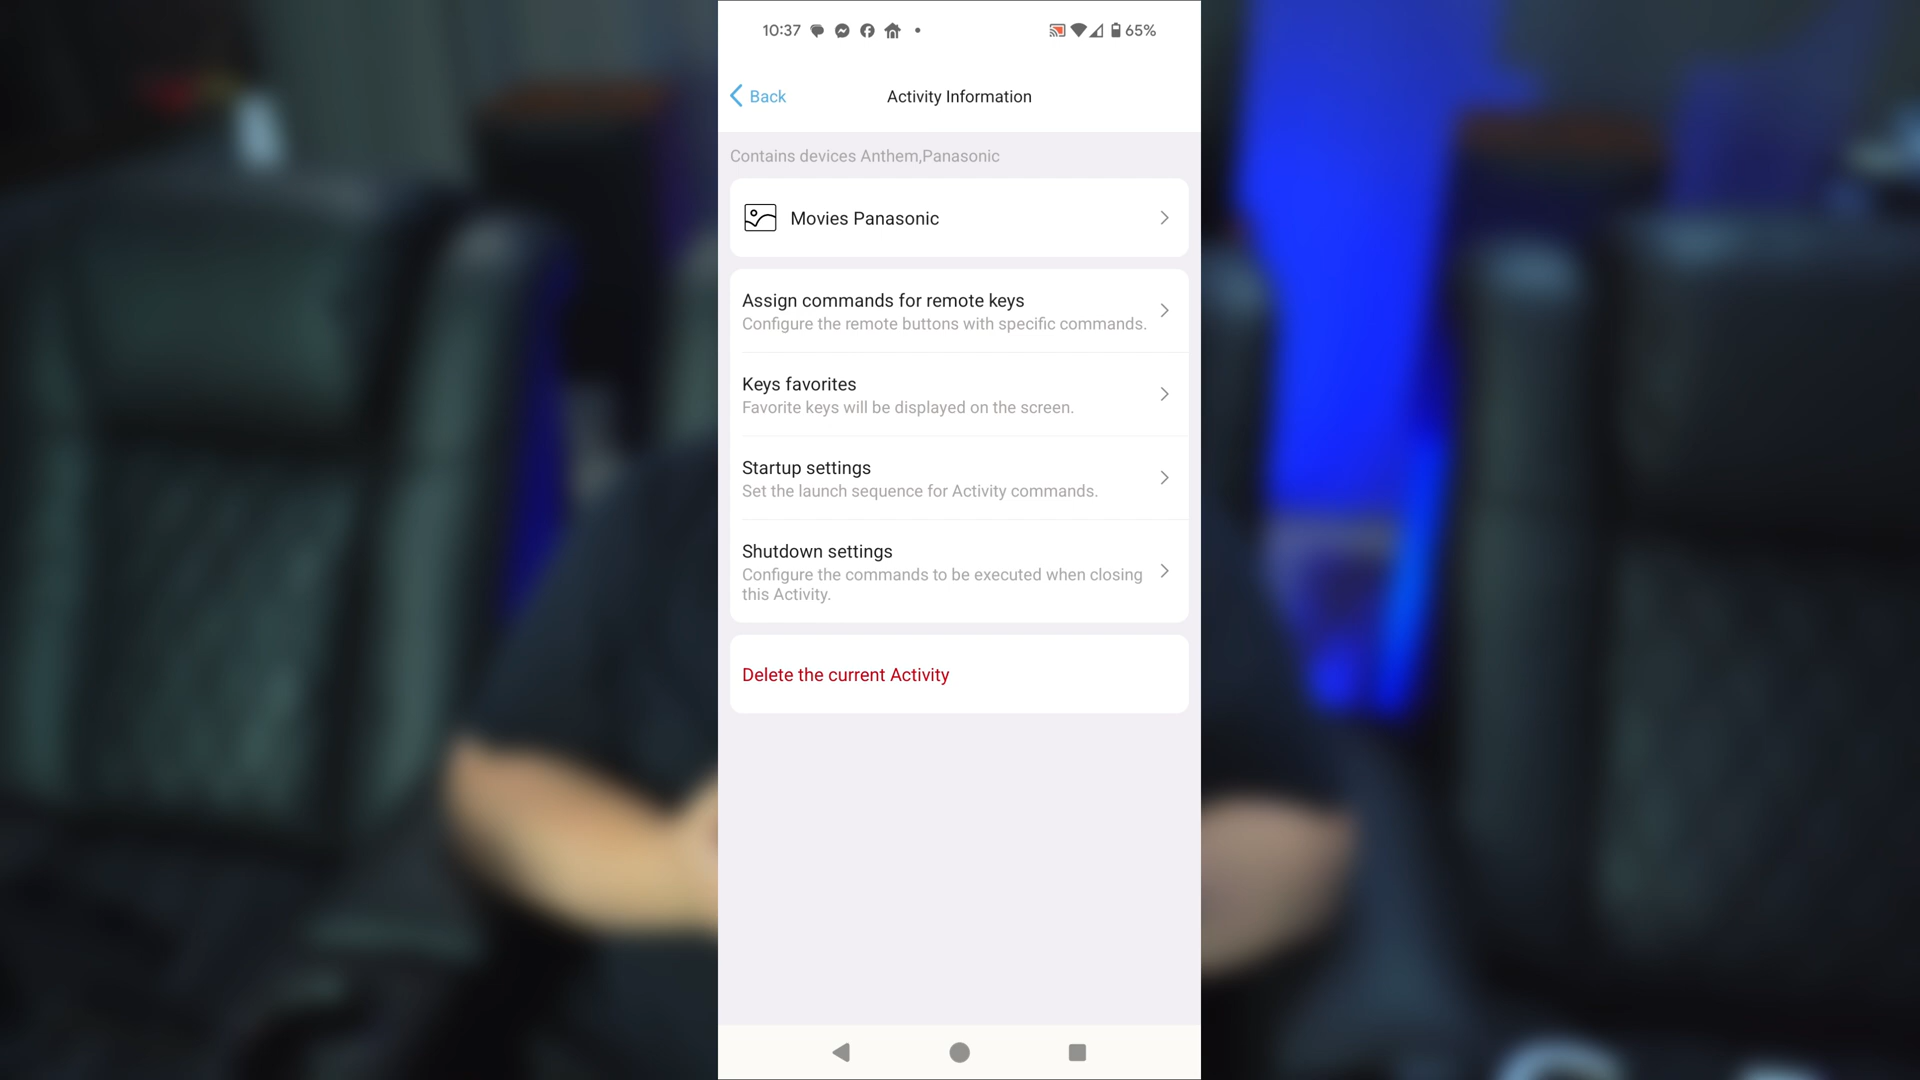 10:37
65%
Back
Activity Information
Contains devices Anthem,Panasonic
Movies Panasonic
Assign commands for remote keys
Configure the remote buttons with specific commands.
Keys favorites
Favorite keys will be displayed on the screen.
Startup settings
Set the launch sequence for Activity commands.
Shutdown settings
Configure the commands to be executed when closing
this Activity.
Delete the current Activity